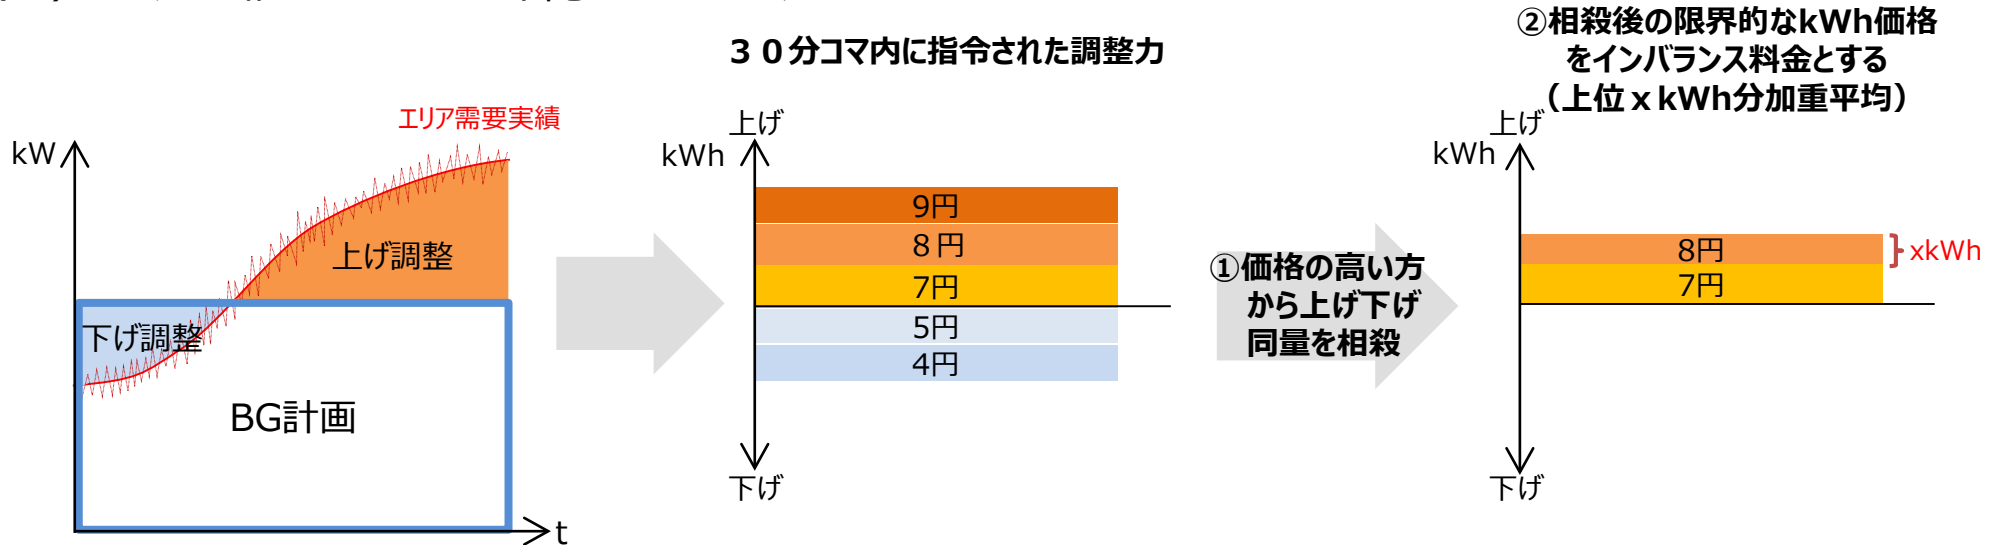 エリア需要実績
kW
上げ調整
下げ調整
BG計画
t
３０分コマ内に指令された調整力
上げ
kWh
9円
８円
7円
5円
4円
下げ
①価格の高い方
から上げ下げ
同量を相殺
②相殺後の限界的なkWh価格
をインバランス料金とする
（上位ｘkWh分加重平均）
上げ
kWh
8円
7円
xkWh
下げ